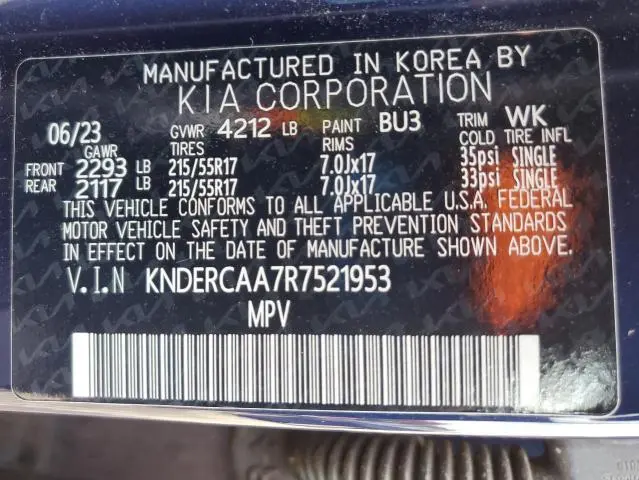 MANUFACTURED IN KOREA BY
KIA CORPORATION
06/23 GVWR 4212 LB PAINT BU3 TRIM WK
GAWR TIRES RIMS COLD TIRE INFL
FRONT 2293 LB 215/55R17 7.0Jx17 35psi SINGLE
REAR 2117 LB 215/55R17 7.0Jx17 33psi SINGLE
THIS VEHICLE CONFORMS TO ALL APPLICABLE U.S.A. FEDERAL
MOTOR VEHICLE SAFETY AND THEFT PREVENTION STANDARDS
IN EFFECT ON THE DATE OF MANUFACTURE SHOWN ABOVE.
V.I.N KNDERCAA7R7521953
MPV